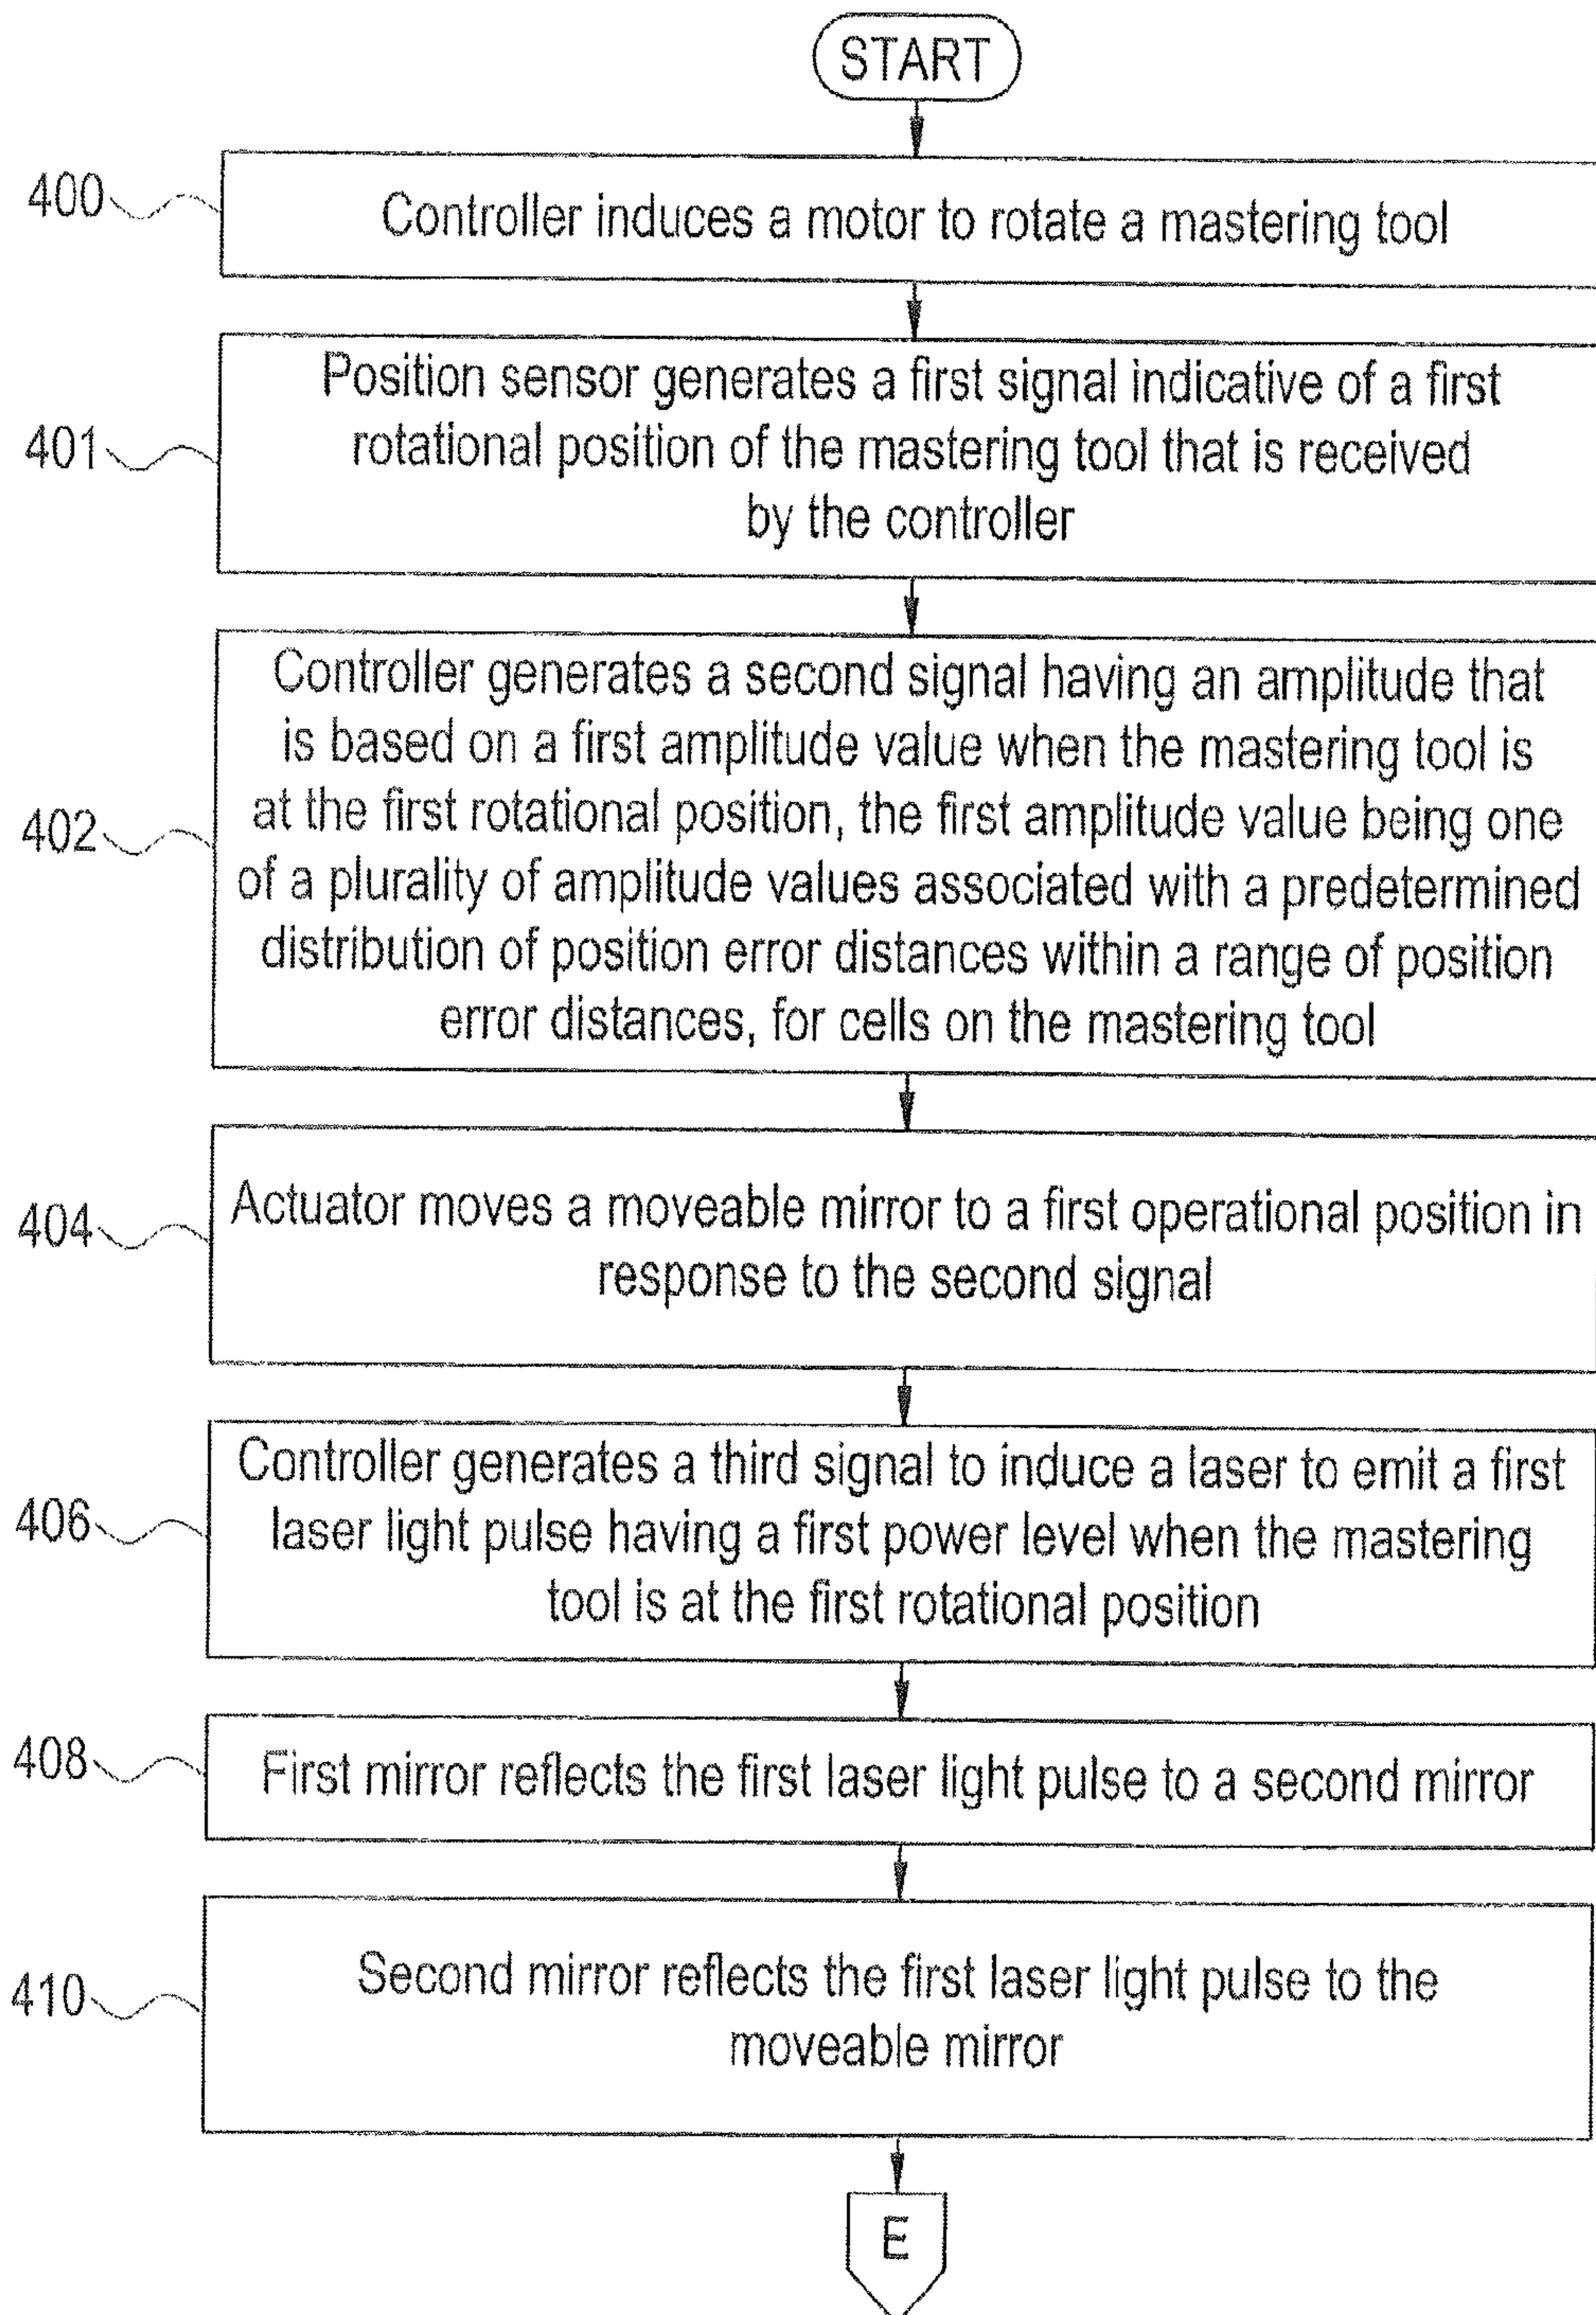 START
400
Controller induces a motor to rotate a mastering tool
401
Position sensor generates a first signal indicative of a first
rotational position of the mastering tool that is received
by the controller
402
Controller generates a second signal having an amplitude that
is based on a first amplitude value when the mastering tool is
at the first rotational position, the first amplitude value being one
of a plurality of amplitude values associated with a predetermined
distribution of position error distances within a range of position
error distances, for cells on the mastering tool
404
Actuator moves a moveable mirror to a first operational position in
response to the second signal
406
Controller generates a third signal to induce a laser to emit a first
laser light pulse having a first power level when the mastering
tool is at the first rotational position
408
First mirror reflects the first laser light pulse to a second mirror
410
Second mirror reflects the first laser light pulse to the
moveable mirror
E